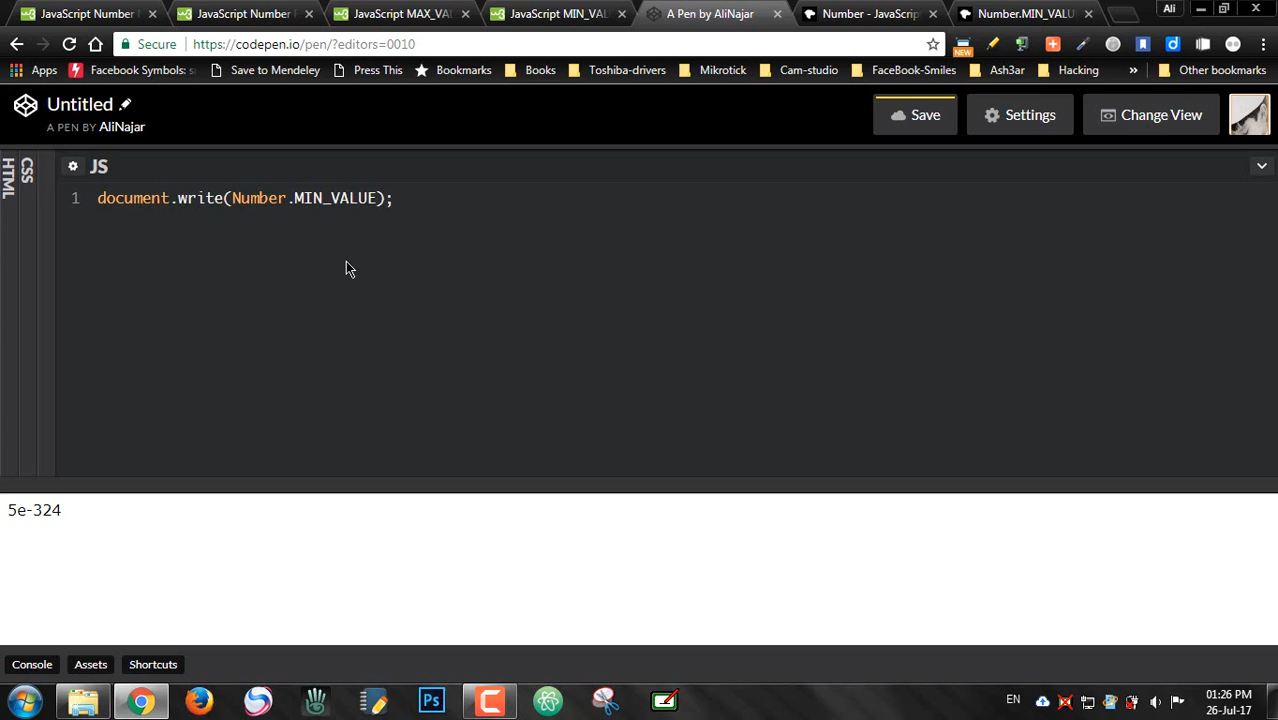 JavaScript Number
JavaScript Number
JavaScript MAX_VA
JavaScript MIN_VAL
A Pen by AliNajar
Number - JavaScrip
Number.MIN_VALU
Ali
Secure
https://codepen.io/pen/?editors=0010
NEW
Apps
Facebook Symbols: s
Save to Mendeley
Press This
Bookmarks
Books
Toshiba-drivers
Mikrotick
Cam-studio
FaceBook-Smiles
Ash3ar
Hacking
»
Other bookmarks
Untitled
A PEN BY AliNajar
Save
Settings
Change View
HTML
CSS
JS
1 document.write(Number.MIN_VALUE);
5e-324
Console
Assets
Shortcuts
Ps
EN
01:26 PM
26-Jul-17